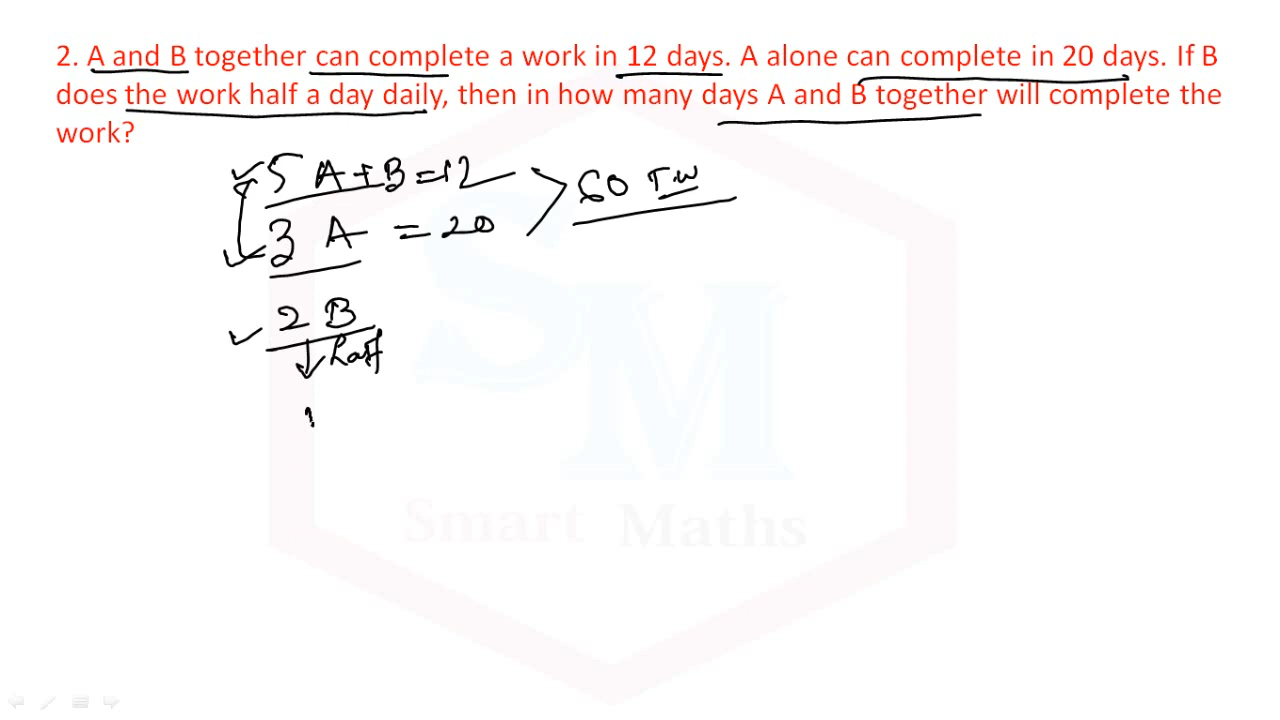 2. A and B together can complete a work in 12 days. A alone can complete in 20 days. If B
does the work half a day daily, then in how many days A and B together will complete the
work?
5 A+B=12
60 T.W
3 A = 20
2 B
half
1
SM
Smart Maths